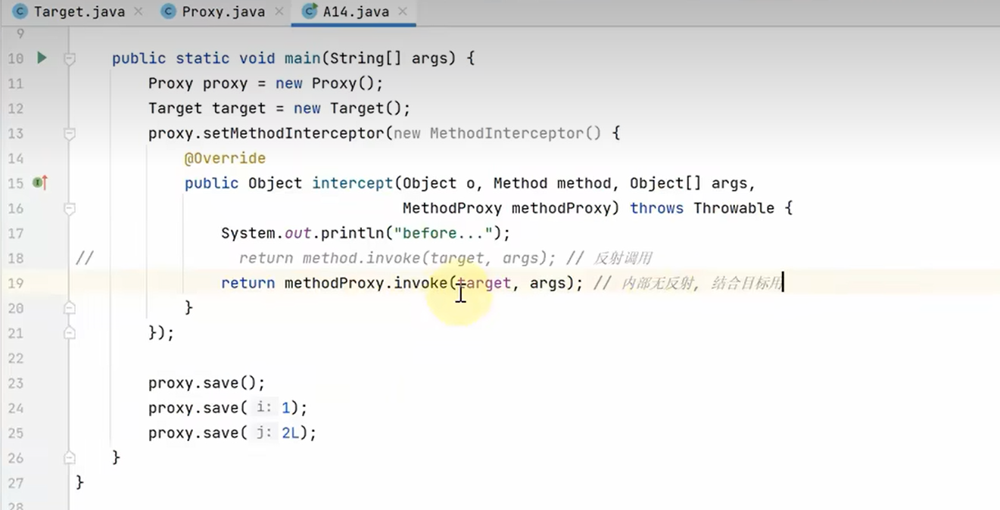 Target.java Proxy.java A14.java
9
10 public static void main(String[] args) {
11 Proxy proxy = new Proxy();
12 Target target = new Target();
13 proxy.setMethodInterceptor(new MethodInterceptor() {
14 @Override
15 public Object intercept(Object o, Method method, Object[] args,
16 MethodProxy methodProxy) throws Throwable {
17 System.out.println("before...");
18 // return method.invoke(target, args); // 反射调用
19 return methodProxy.invoke(target, args); // 内部无反射, 结合目标用
20 }
21 });
22
23 proxy.save();
24 proxy.save( i: 1);
25 proxy.save( j: 2L);
26 }
27 }
28